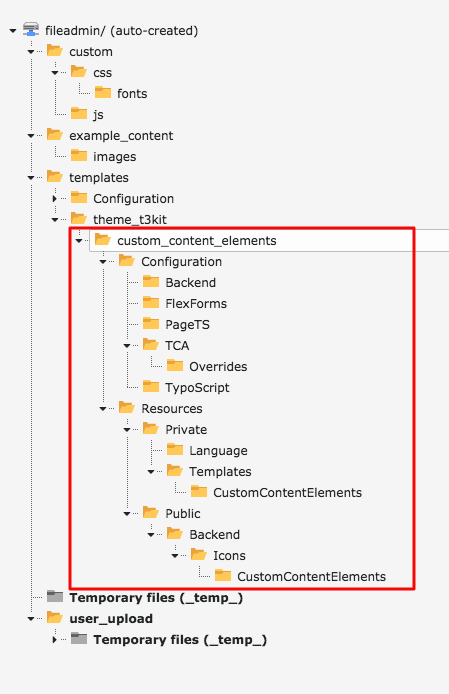 fileadmin/ (auto-created)
custom
css
fonts
js
example_content
images
templates
Configuration
theme_t3kit
custom_content_elements
Configuration
Backend
FlexForms
PageTS
TCA
Overrides
TypoScript
Resources
Private
Language
Templates
CustomContentElements
Public
Backend
Icons
CustomContentElements
Temporary files (_temp_)
user_upload
Temporary files (_temp_)